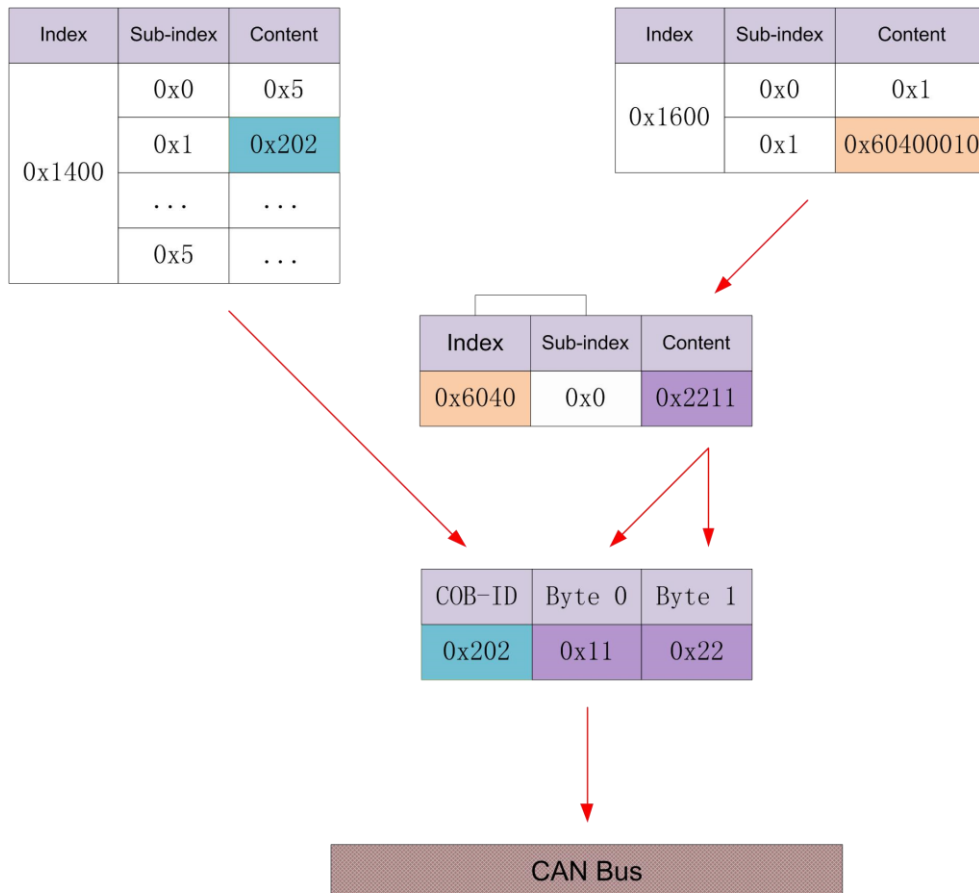 Index Sub-index Content
0x1400
0x0 0x5
0x1 0x202
... ...
0x5 ...
Index Sub-index Content
0x1600
0x0 0x1
0x1 0x60400010
Index Sub-index Content
0x6040 0x0 0x2211
COB-ID Byte 0 Byte 1
0x202 0x11 0x22
CAN Bus